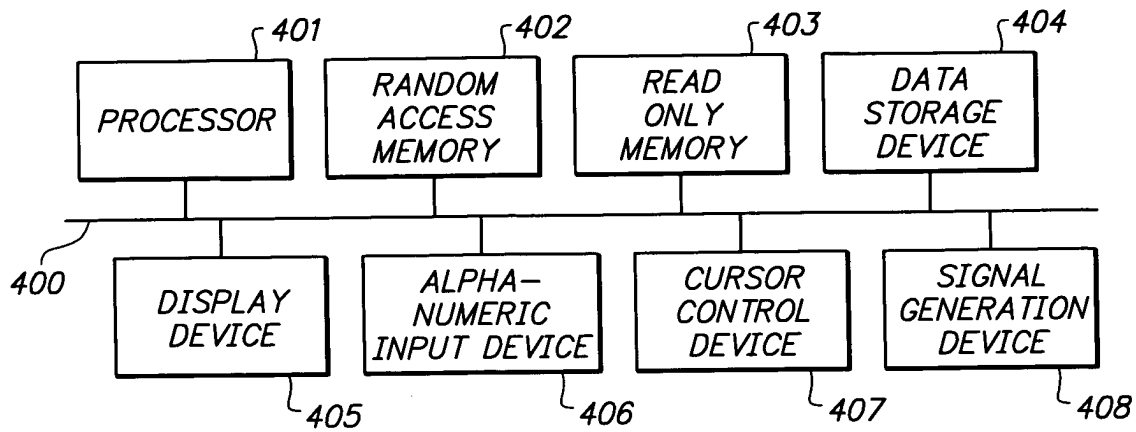 401
402
403
404
PROCESSOR
RANDOM
ACCESS
MEMORY
READ
ONLY
MEMORY
DATA
STORAGE
DEVICE
400
DISPLAY
DEVICE
ALPHA-
NUMERIC
INPUT DEVICE
CURSOR
CONTROL
DEVICE
SIGNAL
GENERATION
DEVICE
405
406
407
408